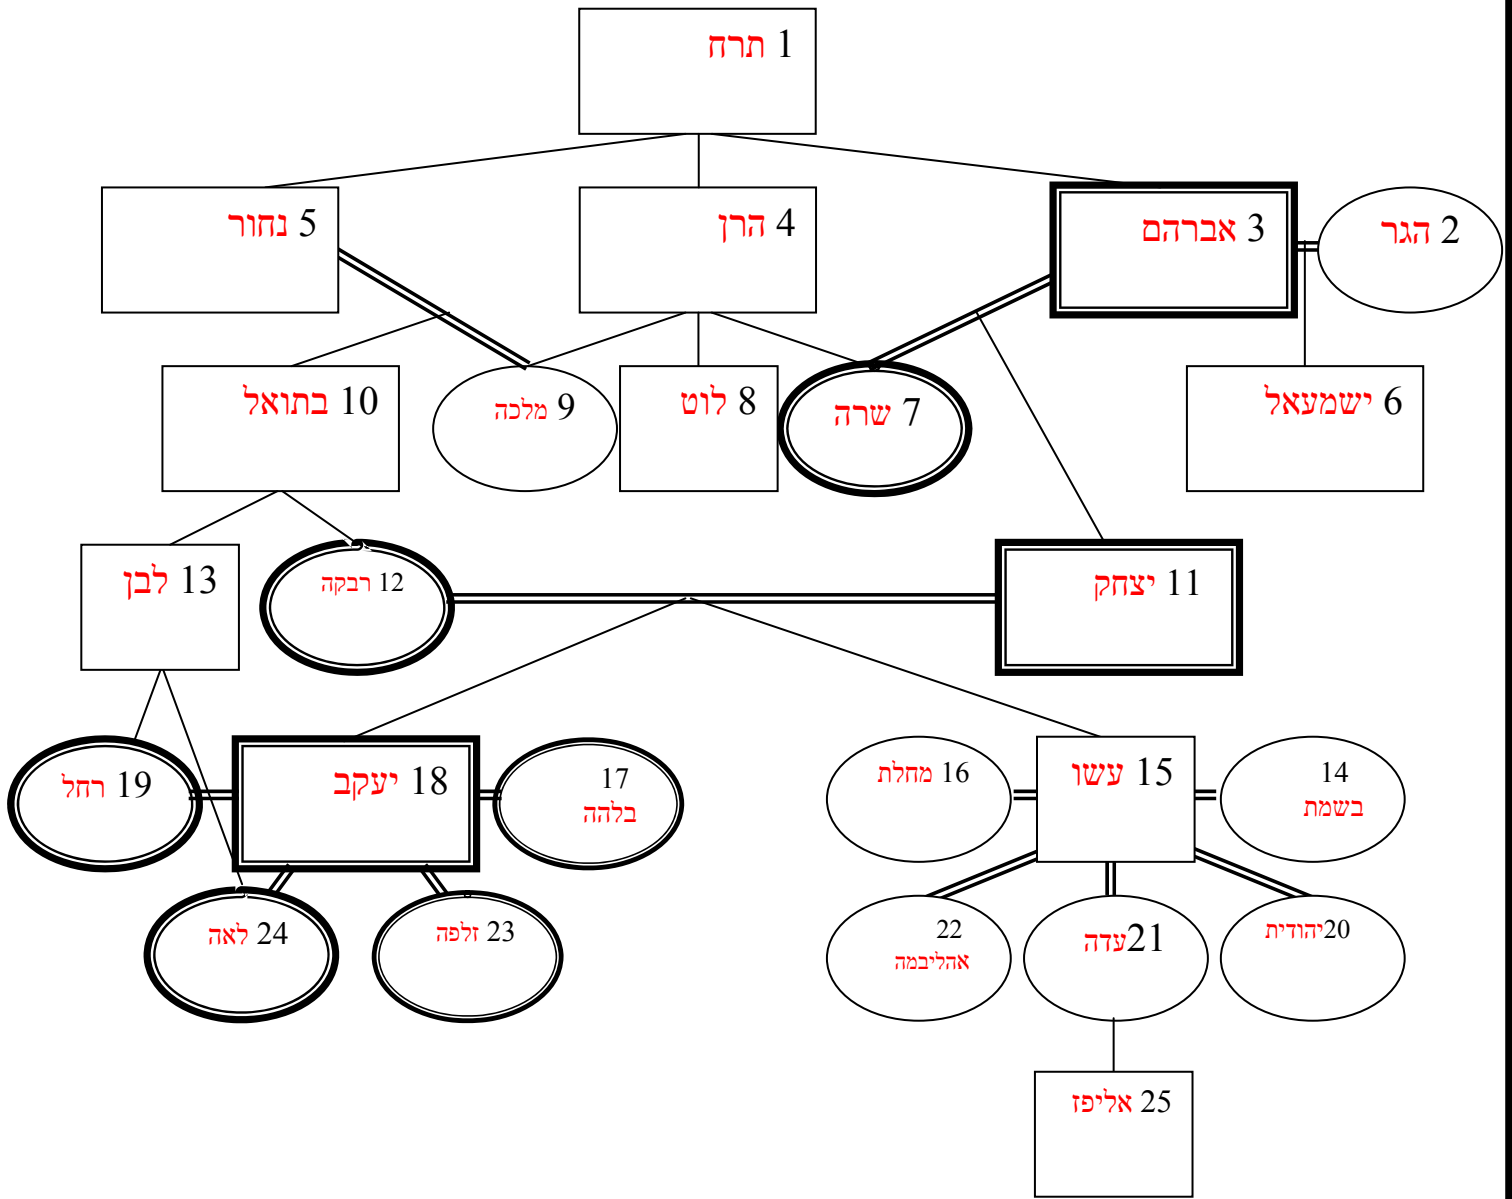 1 תרח
2 הגר
3 אברהם
4 הרן
5 נחור
6 ישמעאל
7 שרה
8 לוט
9 מלכה
10 בתואל
11 יצחק
12 רבקה
13 לבן
14
בשמת
15 עשו
16 מחלת
17
בלהה
18 יעקב
19 רחל
20יהודית
21עדה
22
אהליבמה
23 זלפה
24 לאה
25 אליפז